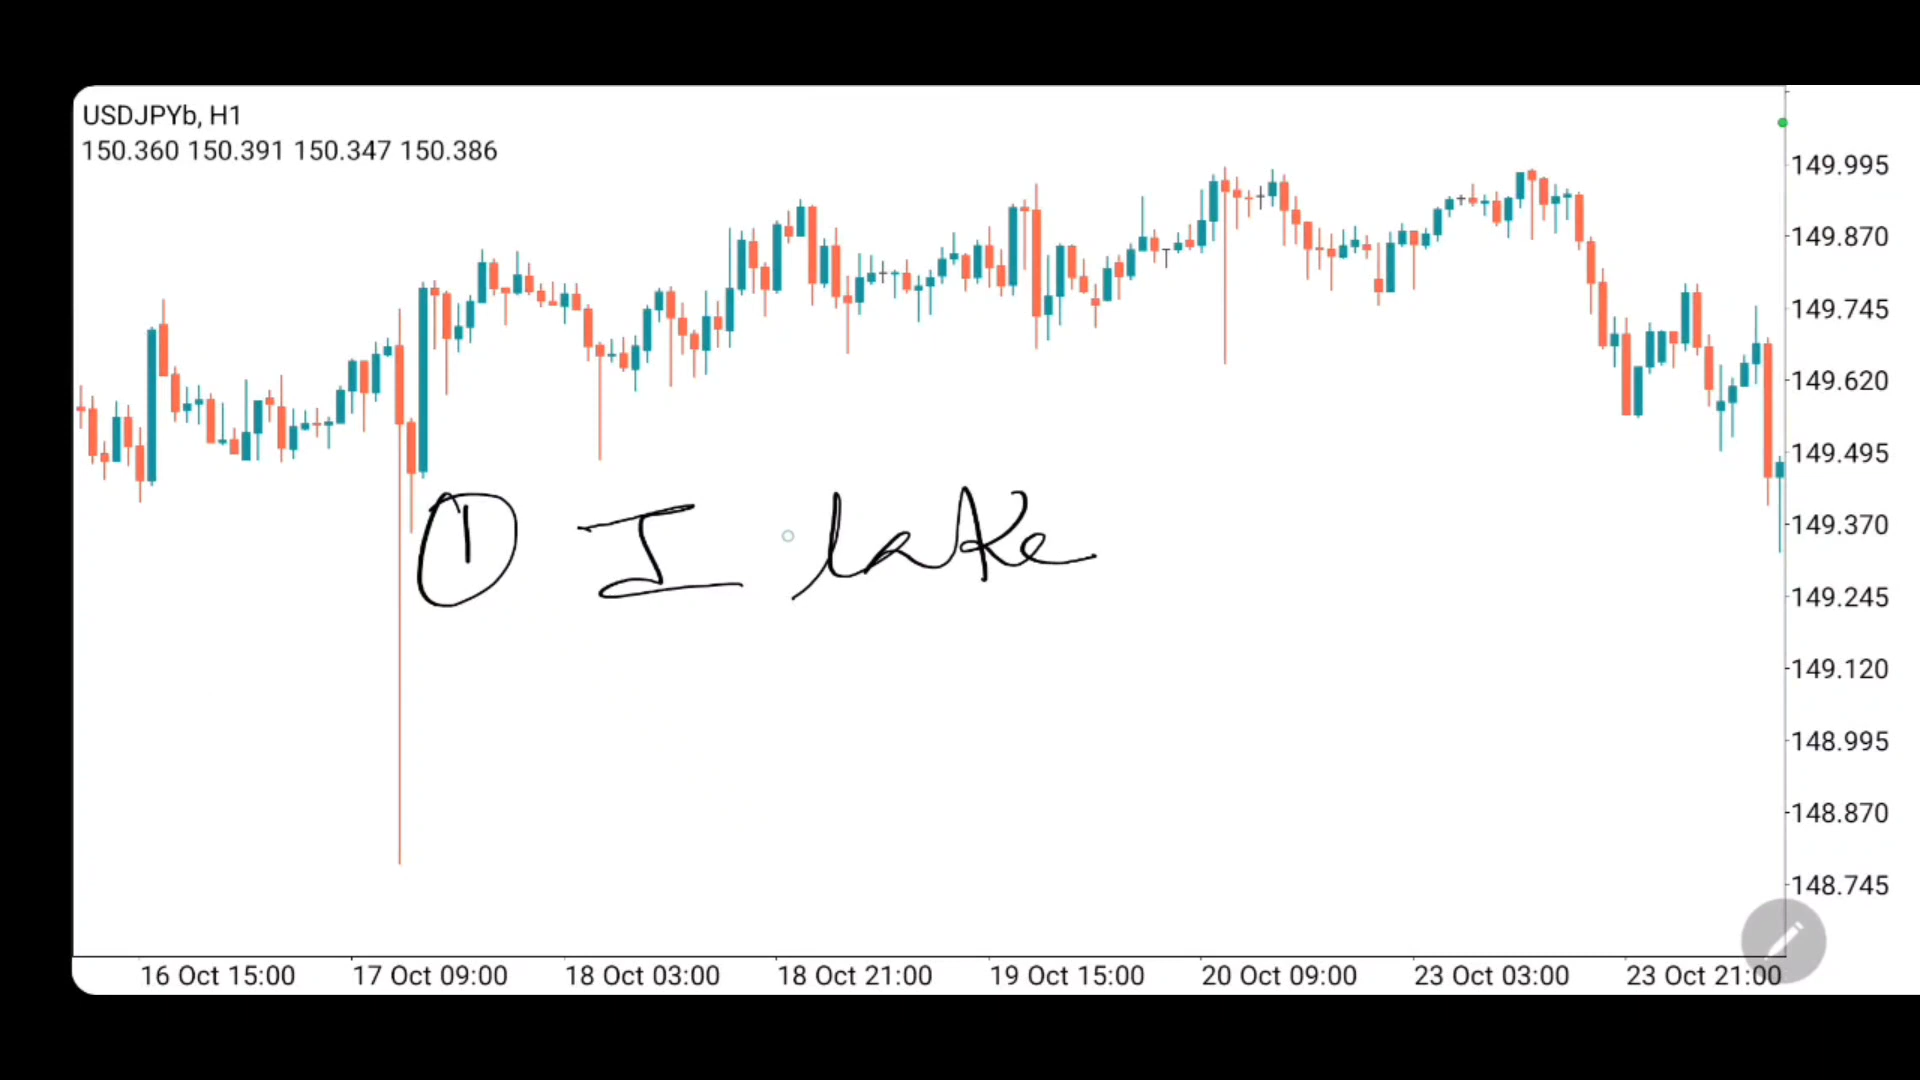 USDJPYb, H1
150.360 150.391 150.347 150.386
149.995
149.870
149.745
149.620
149.495
149.370
① I lake
149.245
149.120
148.995
148.870
148.745
16 Oct 15:00 17 Oct 09:00 18 Oct 03:00 18 Oct 21:00 19 Oct 15:00 20 Oct 09:00 23 Oct 03:00 23 Oct 21:00